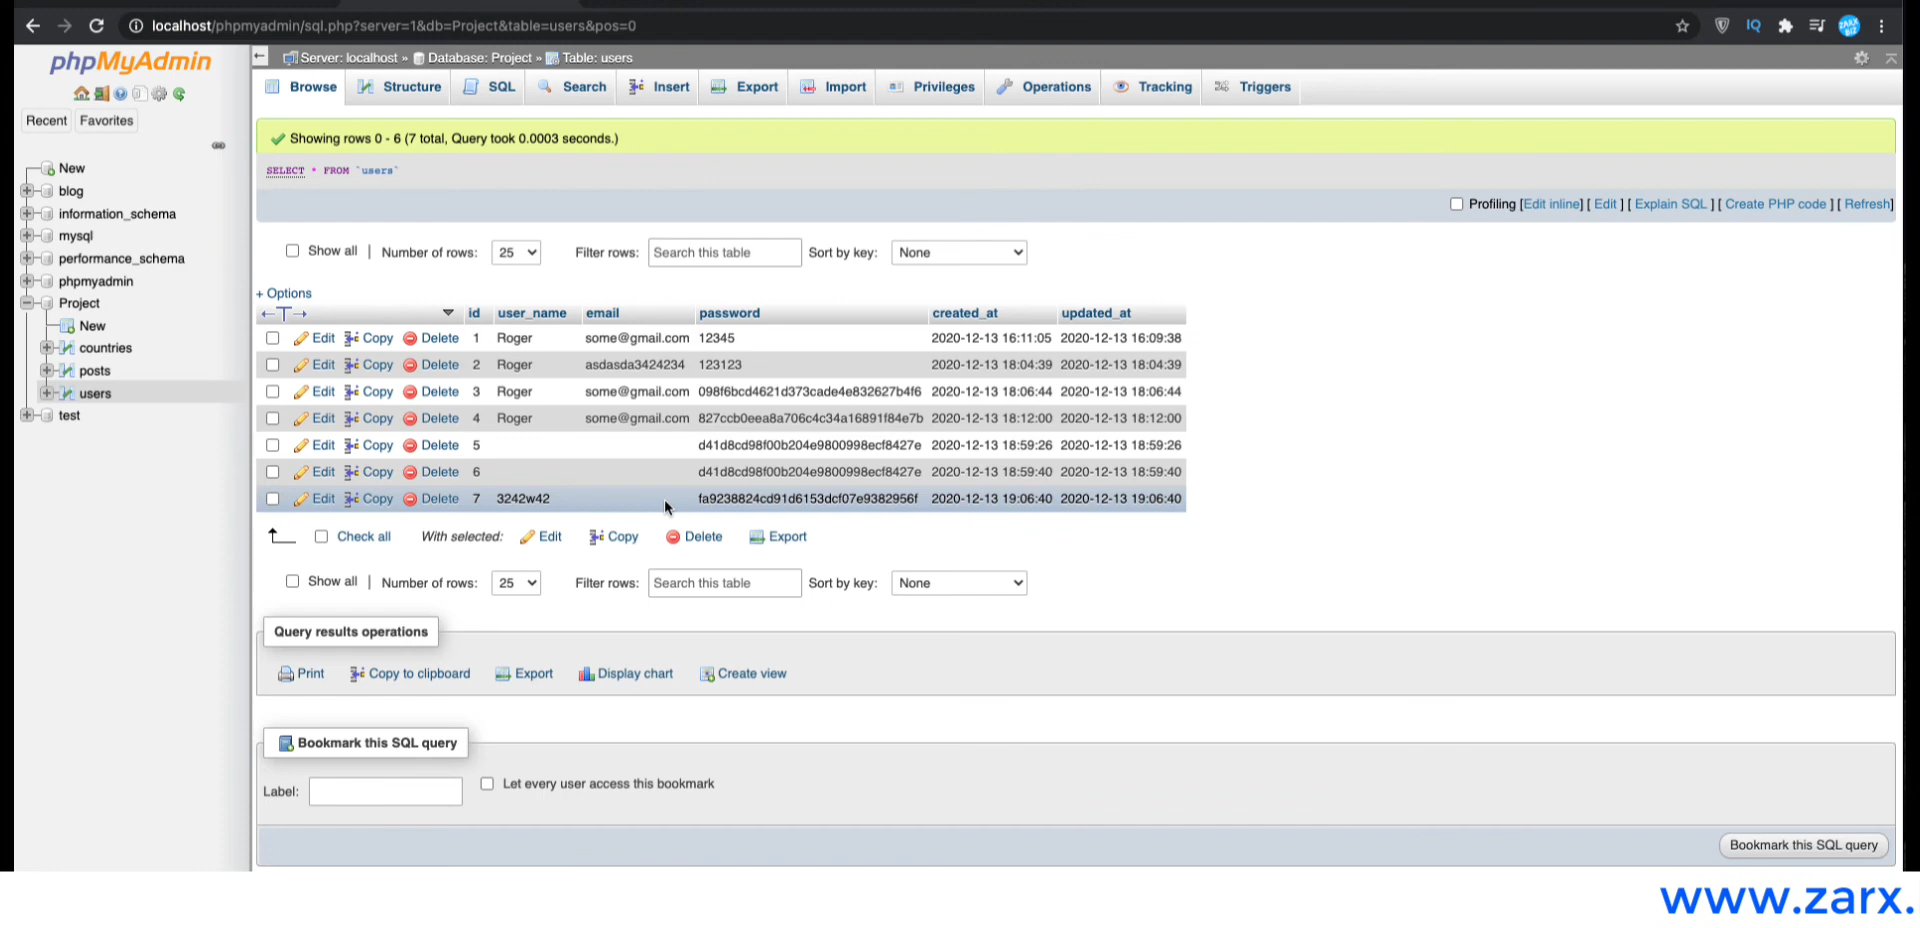 localhost/phpmyadmin/sql.php?server=1&db=Project&table=users&pos=0
phpMyAdmin
Recent Favorites
New
blog
information_schema
mysql
performance_schema
phpmyadmin
Project
New
countries
posts
users
test
Server: localhost » Database: Project » Table: users
Browse Structure SQL Search Insert Export Import Privileges Operations Tracking Triggers
Showing rows 0 - 6 (7 total, Query took 0.0003 seconds.)
SELECT * FROM `users`
Profiling [Edit inline] [ Edit ] [ Explain SQL ] [ Create PHP code ] [ Refresh]
Show all | Number of rows: 25 Filter rows: Search this table Sort by key: None
+ Options
←T→ id user_name email password created_at updated_at
Edit Copy Delete 1 Roger some@gmail.com 12345 2020-12-13 16:11:05 2020-12-13 16:09:38
Edit Copy Delete 2 Roger asdasda3424234 123123 2020-12-13 18:04:39 2020-12-13 18:04:39
Edit Copy Delete 3 Roger some@gmail.com 098f6bcd4621d373cade4e832627b4f6 2020-12-13 18:06:44 2020-12-13 18:06:44
Edit Copy Delete 4 Roger some@gmail.com 827ccb0eea8a706c4c34a16891f84e7b 2020-12-13 18:12:00 2020-12-13 18:12:00
Edit Copy Delete 5 d41d8cd98f00b204e9800998ecf8427e 2020-12-13 18:59:26 2020-12-13 18:59:26
Edit Copy Delete 6 d41d8cd98f00b204e9800998ecf8427e 2020-12-13 18:59:40 2020-12-13 18:59:40
Edit Copy Delete 7 3242w42 fa9238824cd91d6153dcf07e9382956f 2020-12-13 19:06:40 2020-12-13 19:06:40
Check all With selected: Edit Copy Delete Export
Show all | Number of rows: 25 Filter rows: Search this table Sort by key: None
Query results operations
Print Copy to clipboard Export Display chart Create view
Bookmark this SQL query
Label: Let every user access this bookmark
Bookmark this SQL query
www.zarx.